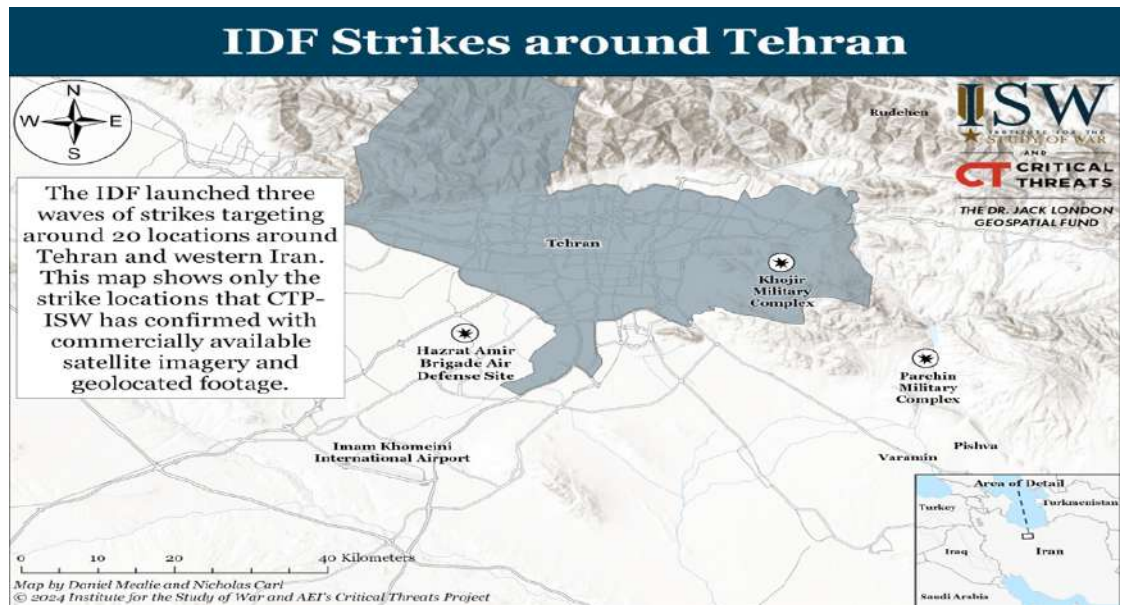 IDF Strikes around Tehran
N
W E
S
Rudehen
ISW
INSTITUTE FOR THE
STUDY OF WAR
AND
CT CRITICAL
THREATS
THE DR. JACK LONDON
GEOSPATIAL FUND
The IDF launched three
waves of strikes targeting
around 20 locations around
Tehran and western Iran.
This map shows only the
strike locations that CTP-
ISW has confirmed with
commercially available
satellite imagery and
geolocated footage.
Tehran
Khojir
Military
Complex
Hazrat Amir
Brigade Air
Defense Site
Parchin
Military
Complex
Imam Khomeini
International Airport
Pishva
Varamin
Area of Detail
Turkey
Turkmenistan
Iraq
Iran
Saudi Arabia
0 10 20 40 Kilometers
Map by Daniel Mealie and Nicholas Carl
© 2024 Institute for the Study of War and AEI's Critical Threats Project